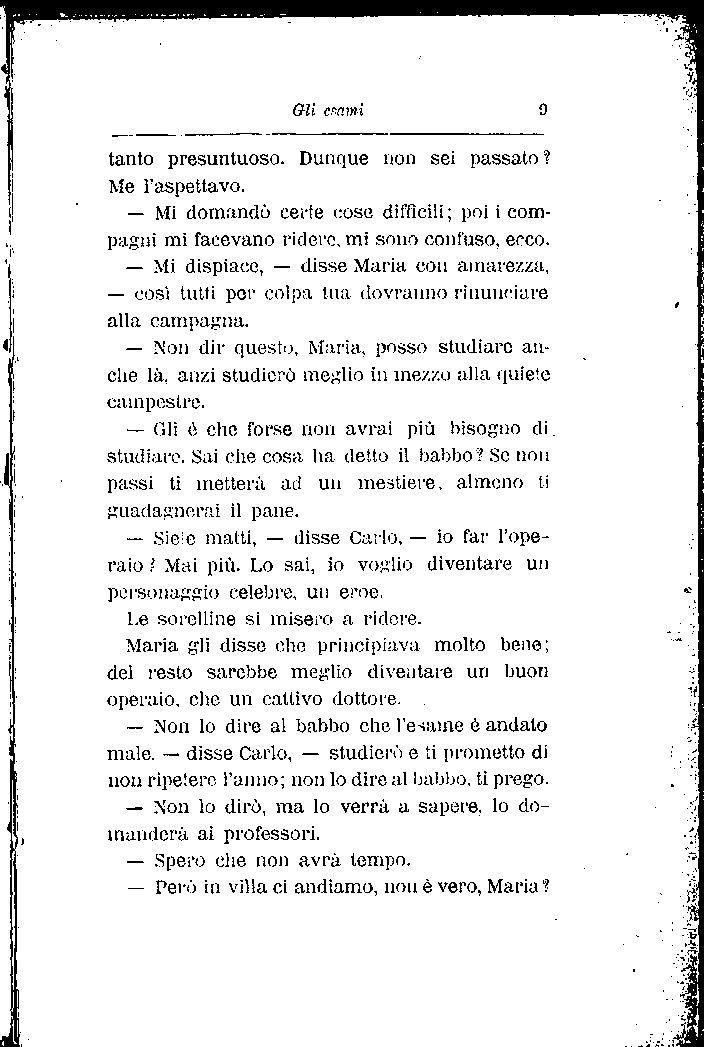 Gli esami 9
tanto presuntuoso. Dunque non sei passato?
Me l'aspettavo.
— Mi domandò certe cose difficili; poi i com-
pagni mi facevano ridere, mi sono confuso, ecco.
— Mi dispiace, — disse Maria con amarezza,
— così tutti per colpa tua dovranno rinunciare
alla campagna.
— Non dir questo, Maria, posso studiare an-
che là, anzi studierò meglio in mezzo alla quiete
campestre.
— Gli è che forse non avrai più bisogno di
studiare. Sai che cosa ha detto il babbo? Se non
passi ti metterà ad un mestiere, almeno ti
guadagnerai il pane.
— Siete matti, — disse Carlo, — io far l'ope-
raio? Mai più. Lo sai, io voglio diventare un
personaggio celebre, un eroe.
Le sorelline si misero a ridere.
Maria gli disse che principiava molto bene;
del resto sarebbe meglio diventare un buon
operaio, che un cattivo dottore.
— Non lo dire al babbo che l'esame è andato
male. — disse Carlo, — studierò e ti prometto di
non ripetere l'anno; non lo dire al babbo, ti prego.
— Non lo dirò, ma lo verrà a sapere, lo do-
manderà ai professori.
— Spero che non avrà tempo.
— Però in villa ci andiamo, non è vero, Maria?